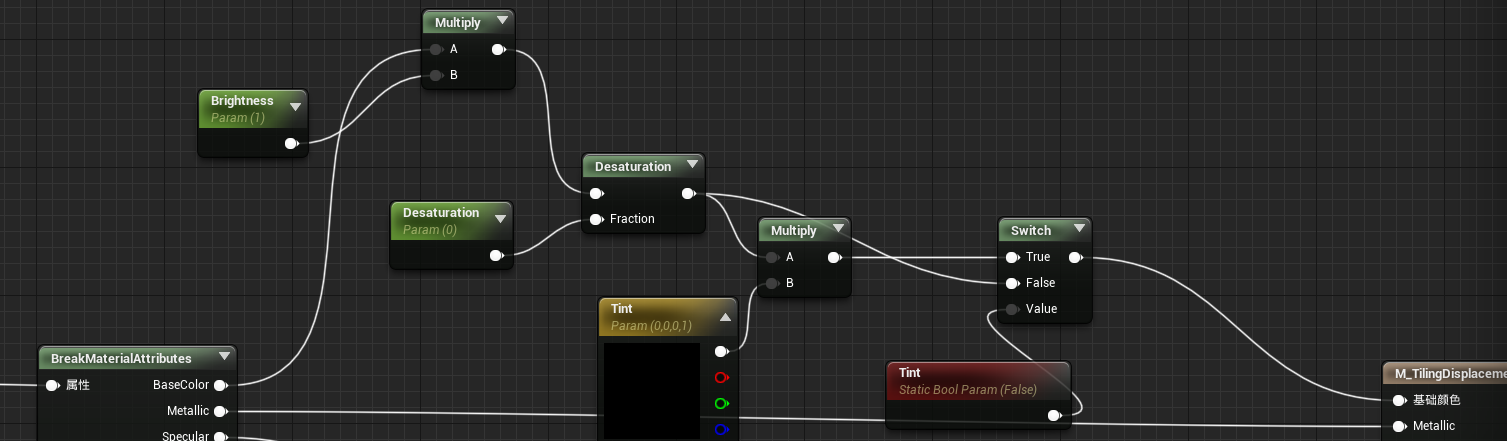 Multiply
A
B
Brightness
Param (1)
Desaturation
Fraction
Desaturation
Param (0)
Multiply
A
B
Switch
True
False
Value
Tint
Param (0,0,0,1)
BreakMaterialAttributes
属性
BaseColor
Metallic
Specular
Tint
Static Bool Param (False)
M_TilingDisplaceme
基础颜色
Metallic